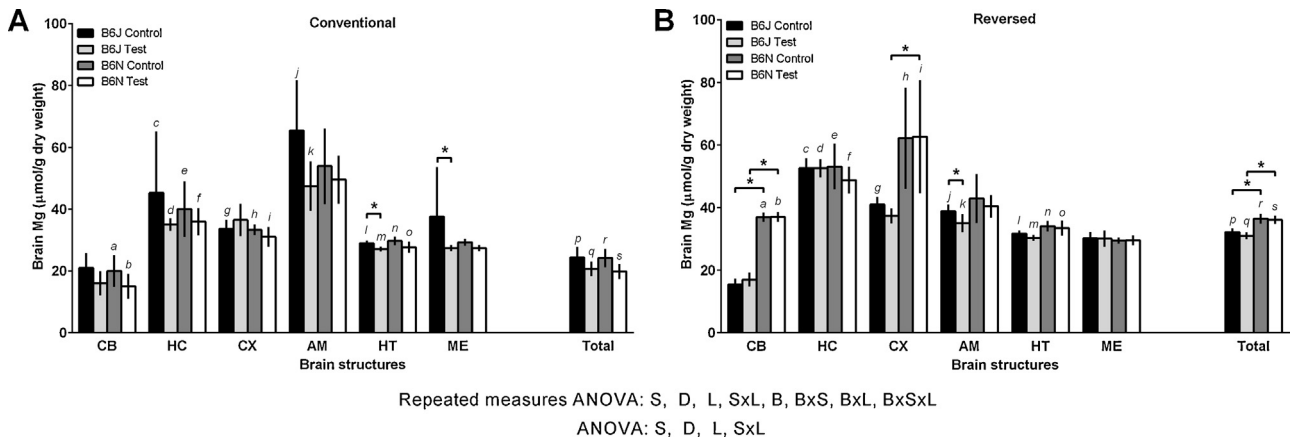 A
Conventional
B6J Control
B6J Test
B6N Control
B6N Test
Brain Mg (μmol/g dry weight)
100
80
60
40
20
0
a
b
c
d
e
f
g
h
i
j
k
*
l
m
n
o
*
p
q
r
s
CB HC CX AM HT ME Total
Brain structures
B
Reversed
B6J Control
B6J Test
B6N Control
B6N Test
Brain Mg (μmol/g dry weight)
100
80
60
40
20
0
*
*
a
b
c
d
e
f
*
g
h
i
*
j
k
l
m
n
o
*
*
p
q
r
s
CB HC CX AM HT ME Total
Brain structures
Repeated measures ANOVA: S, D, L, SxL, B, BxS, BxL, BxSxL
ANOVA: S, D, L, SxL